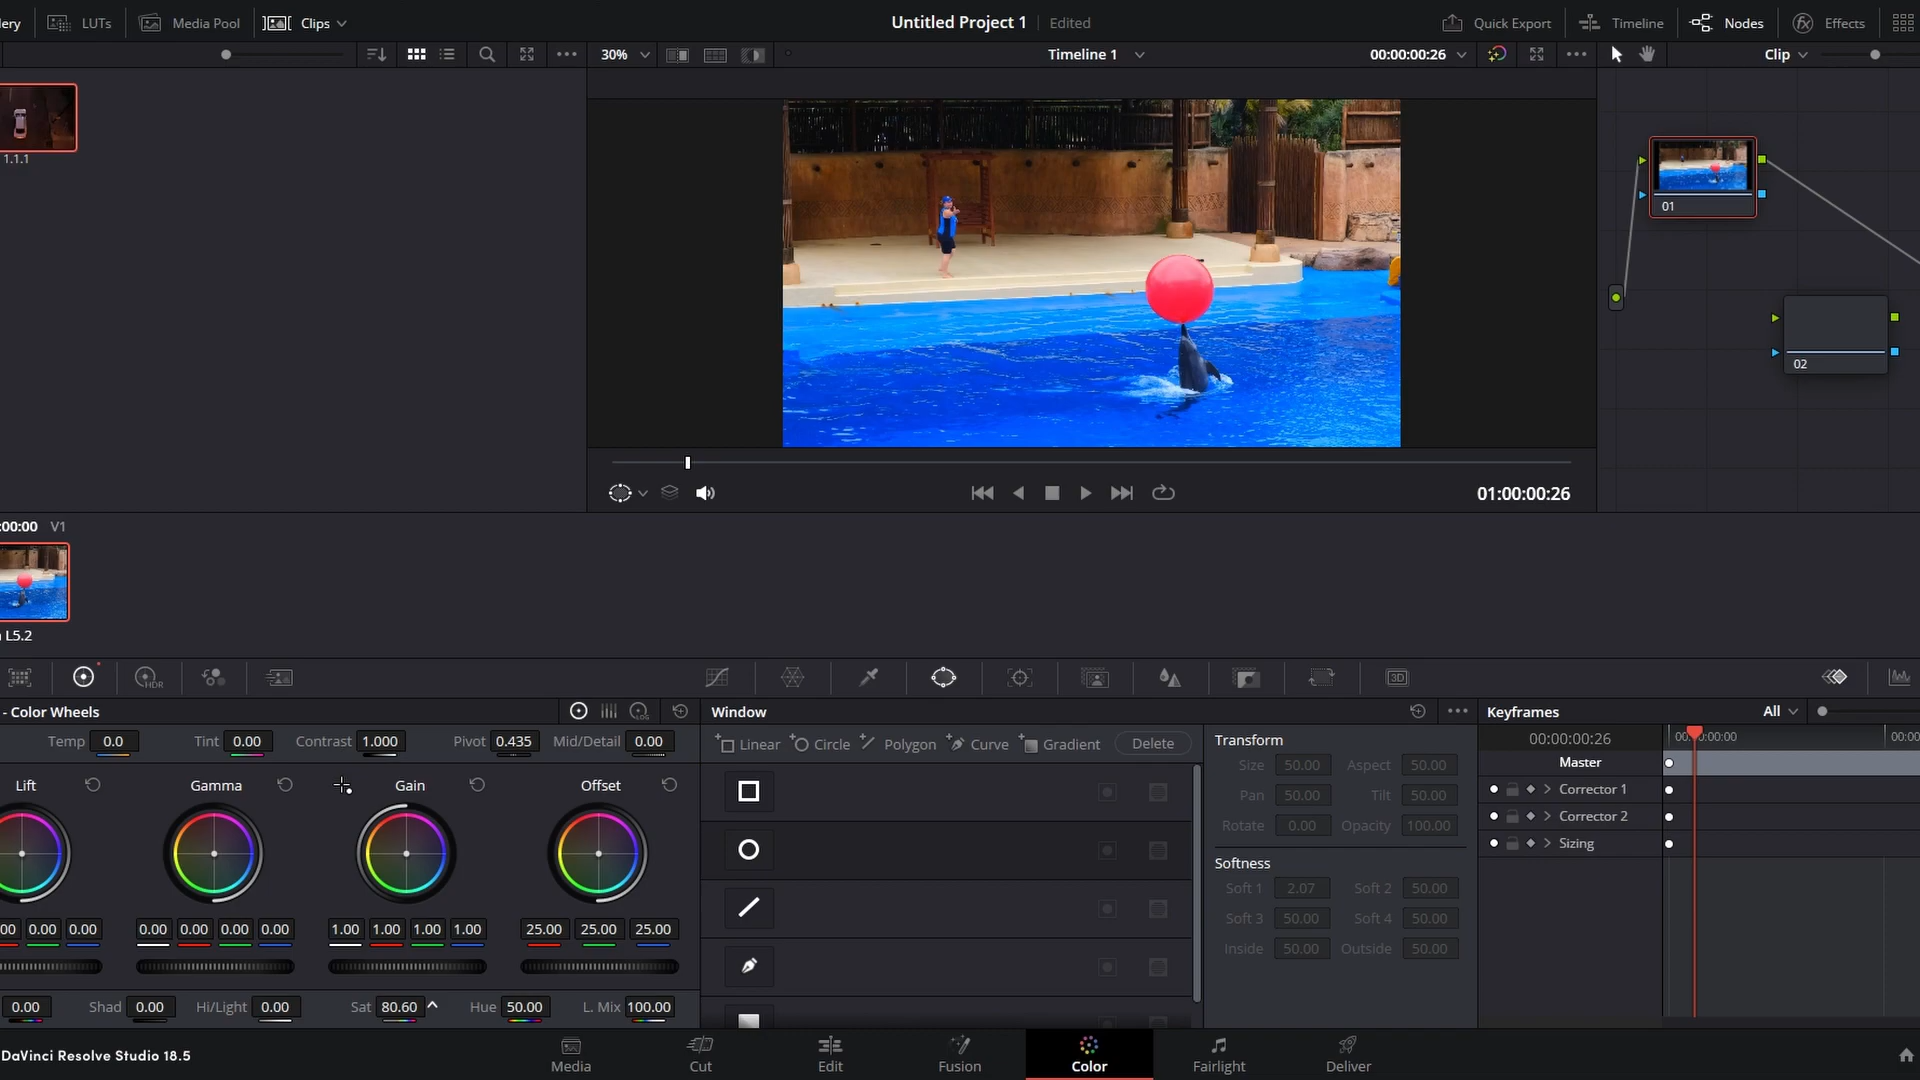 ery LUTs Media Pool Clips Untitled Project 1 Edited Quick Export Timeline Nodes Effects
30% Timeline 1 00:00:00:26 Clip
1.1.1
01
02
01:00:00:26
:00:00 V1
L5.2
HDR 3D
- Color Wheels LOG Window Keyframes All
Temp 0.0 Tint 0.00 Contrast 1.000 Pivot 0.435 Mid/Detail 0.00
Linear Circle Polygon Curve Gradient Delete
Transform
00:00:00:26 00:00
Size 50.00 Aspect 50.00
Master
Lift Gamma Gain Offset
Pan 50.00 Tilt 50.00
Corrector 1
Rotate 0.00 Opacity 100.00
Corrector 2
Sizing
Softness
Soft 1 2.07 Soft 2 50.00
Soft 3 50.00 Soft 4 50.00
Inside 50.00 Outside 50.00
00 0.00 0.00 0.00 0.00 0.00 0.00 1.00 1.00 1.00 1.00 25.00 25.00 25.00
0.00 Shad 0.00 Hi/Light 0.00 Sat 80.60 Hue 50.00 L. Mix 100.00
DaVinci Resolve Studio 18.5
Media Cut Edit Fusion Color Fairlight Deliver